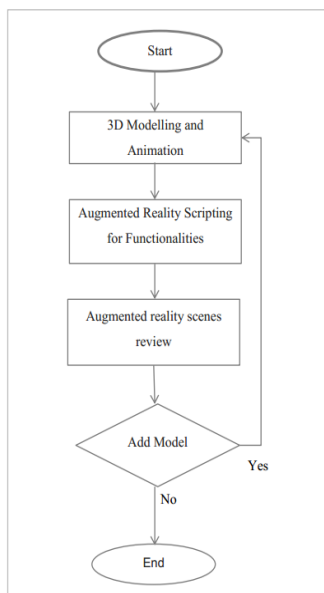 Start
3D Modelling and
Animation
Augmented Reality Scripting
for Functionalities
Augmented reality scenes
review
Add Model
Yes
No
End